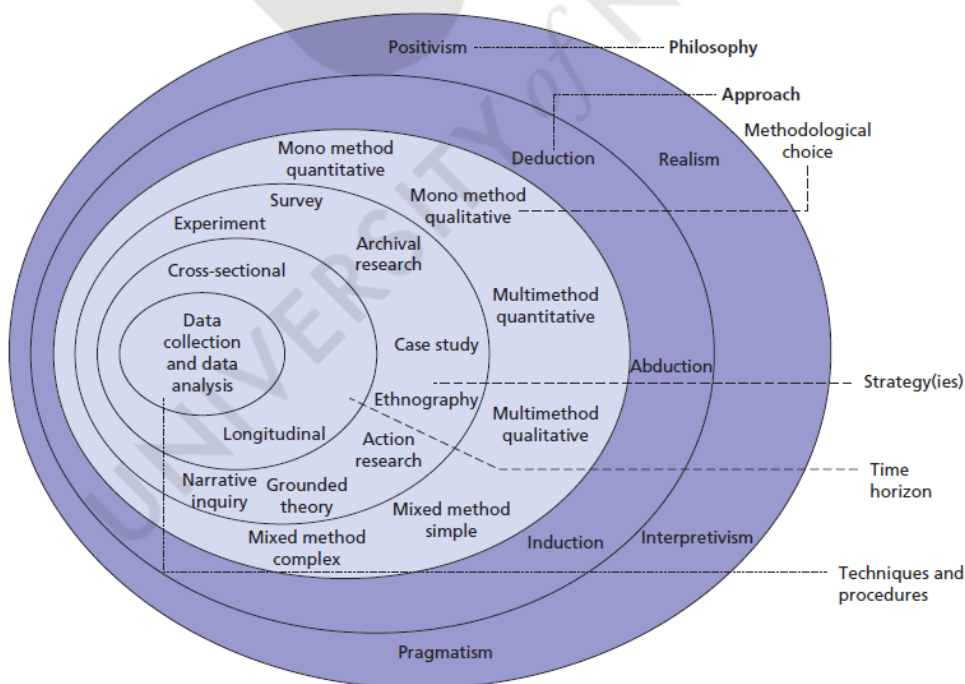 Positivism
Philosophy
Approach
Methodological
choice
Mono method
quantitative
Deduction
Realism
Survey
Mono method
qualitative
Experiment
Archival
research
Cross-sectional
Multimethod
quantitative
Data
collection
and data
analysis
Case study
Abduction
Strategy(ies)
Ethnography
Multimethod
qualitative
Longitudinal
Action
research
Time
horizon
Narrative
inquiry
Grounded
theory
Mixed method
simple
Mixed method
complex
Induction
Interpretivism
Techniques and
procedures
Pragmatism
UNIVERSITY of